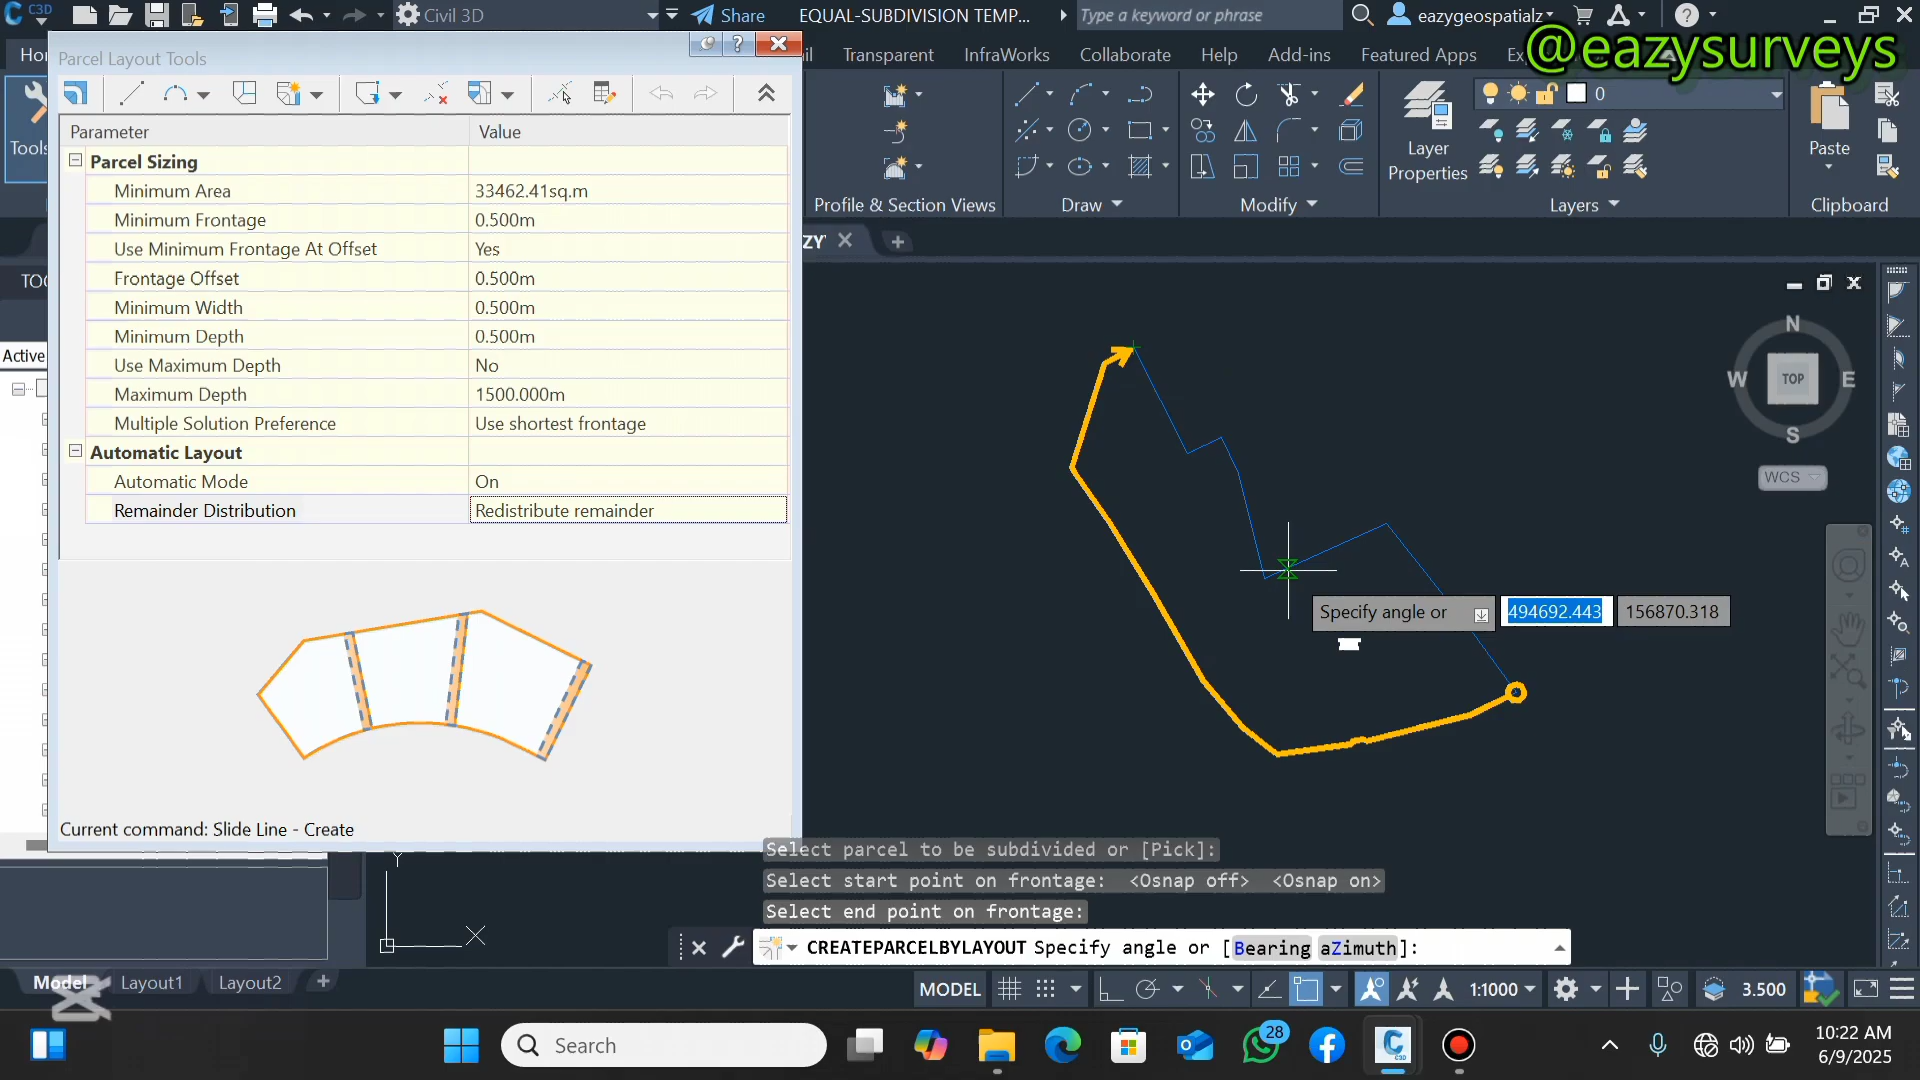 C3D
Civil 3D
Share
EQUAL-SUBDIVISION TEMP...
Type a keyword or phrase
eazygeospatialz
@eazysurveys
Parcel Layout Tools
Transparent
InfraWorks
Collaborate
Help
Add-ins
Featured Apps
Parameter
Value
Parcel Sizing
Minimum Area
33462.41sq.m
Minimum Frontage
0.500m
Use Minimum Frontage At Offset
Yes
Frontage Offset
0.500m
Minimum Width
0.500m
Minimum Depth
0.500m
Use Maximum Depth
No
Maximum Depth
1500.000m
Multiple Solution Preference
Use shortest frontage
Automatic Layout
Automatic Mode
On
Remainder Distribution
Redistribute remainder
Current command: Slide Line - Create
Tools
Active
Profile & Section Views
Draw
Modify
0
Layer
Properties
Layers
Paste
Clipboard
N
W
TOP
E
S
WCS
Specify angle or
494692.443
156870.318
Y
Select parcel to be subdivided or [Pick]:
Select start point on frontage: <Osnap off> <Osnap on>
Select end point on frontage:
CREATEPARCELBYLAYOUT Specify angle or [Bearing aZimuth]:
Model
Layout1
Layout2
MODEL
1:1000
3.500
Search
28
10:22 AM
6/9/2025